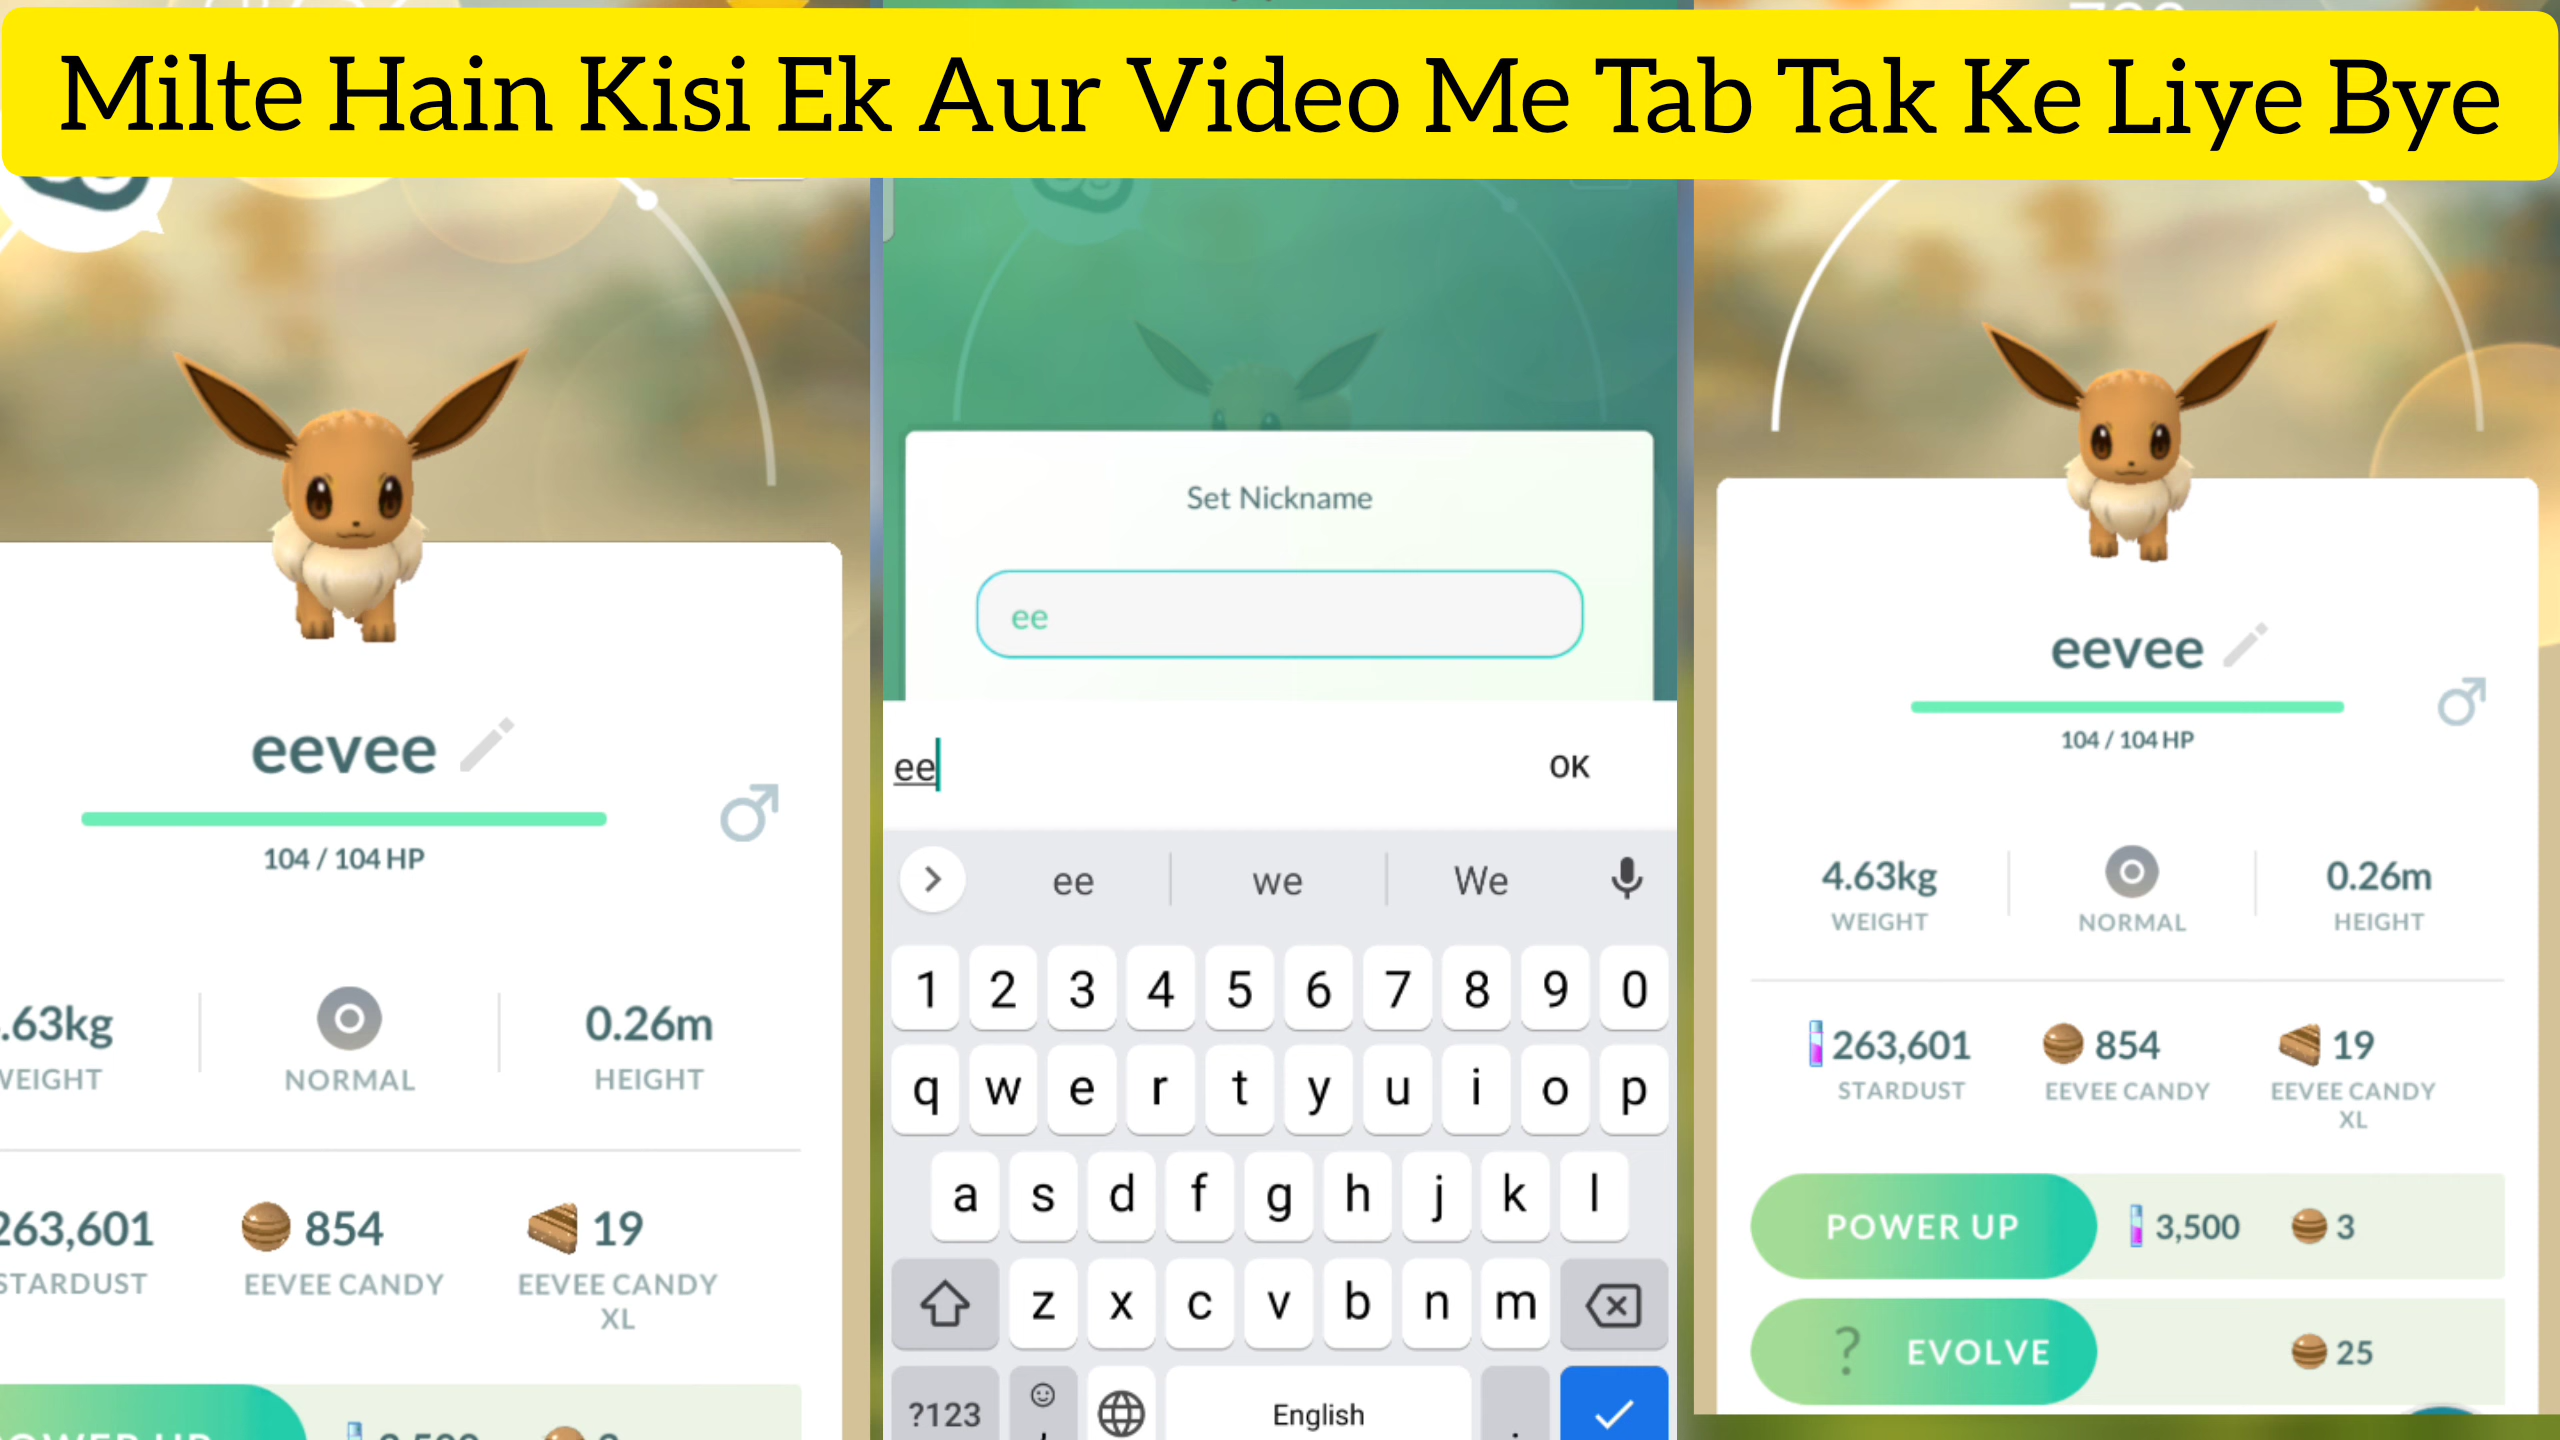 Milte Hain Kisi Ek Aur Video Me Tab Tak Ke Liye Bye
eevee
104 / 104 HP
.63kg
NORMAL
0.26m
HEIGHT
263,601
854
19
STARDUST
EEVEE CANDY
EEVEE CANDY
XL
Set Nickname
ee
ee
OK
ee
we
We
1 2 3 4 5 6 7 8 9 0
q w e r t y u i o p
a s d f g h j k l
z x c v b n m
?123
English
eevee
104 / 104 HP
4.63kg
WEIGHT
NORMAL
0.26m
HEIGHT
263,601
STARDUST
854
EEVEE CANDY
19
EEVEE CANDY
XL
POWER UP
3,500
3
? EVOLVE
25